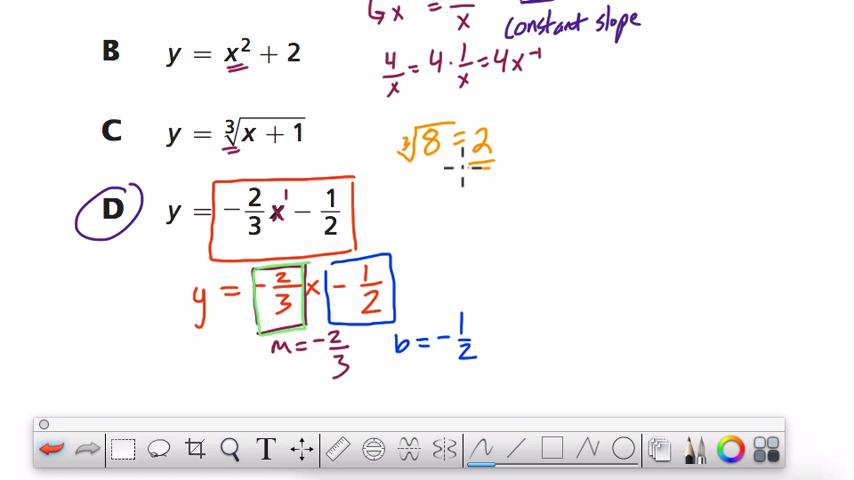 ↳x = — x
constant slope
B y = x² + 2
4/x = 4 · 1/x = 4x⁻¹
C y = ∛(x + 1)
∛8 = 2
D y = -2/3 x¹ - 1/2
y = -2/3 x - 1/2
m = -2/3 b = -1/2
T